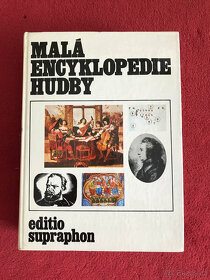 MALÁ
ENCYKLOPEDIE
HUDBY
editio
supraphon